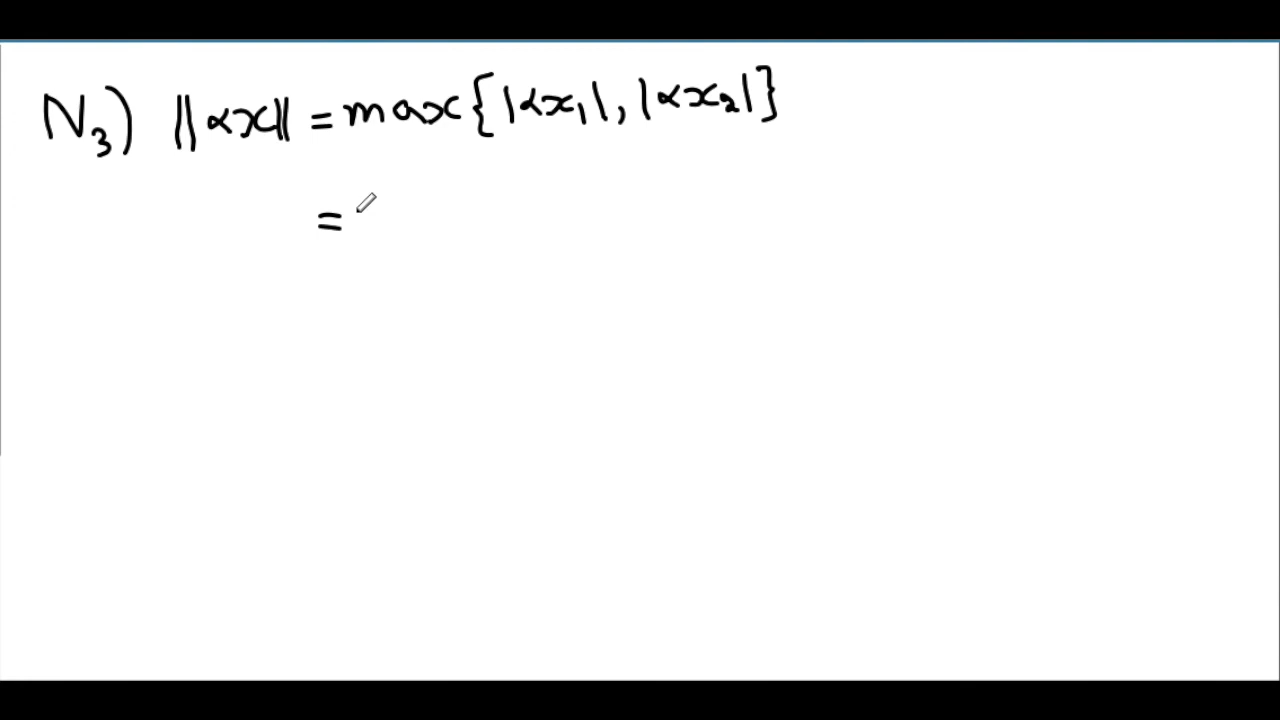 N₃) ||αx|| = max{|αx₁|, |αx₂|}
=